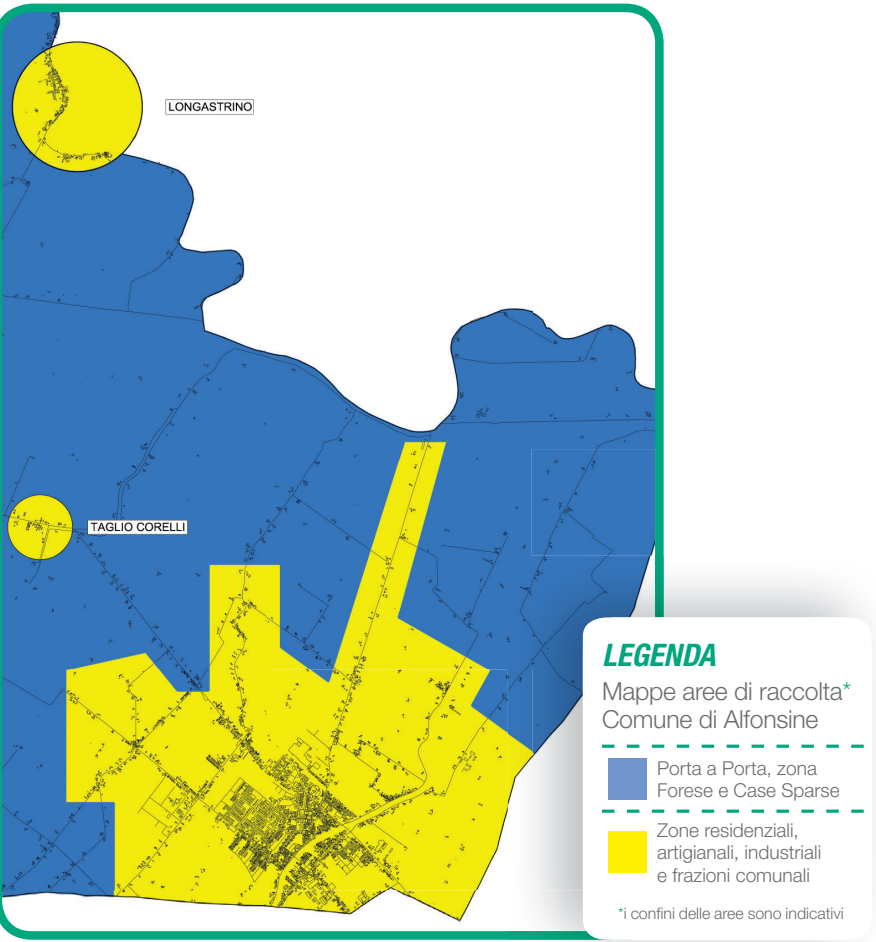 LONGASTRINO
TAGLIO CORELLI
LEGENDA
Mappe aree di raccolta*
Comune di Alfonsine
Porta a Porta, zona
Forese e Case Sparse
Zone residenziali,
artigianali, industriali
e frazioni comunali
*i confini delle aree sono indicativi